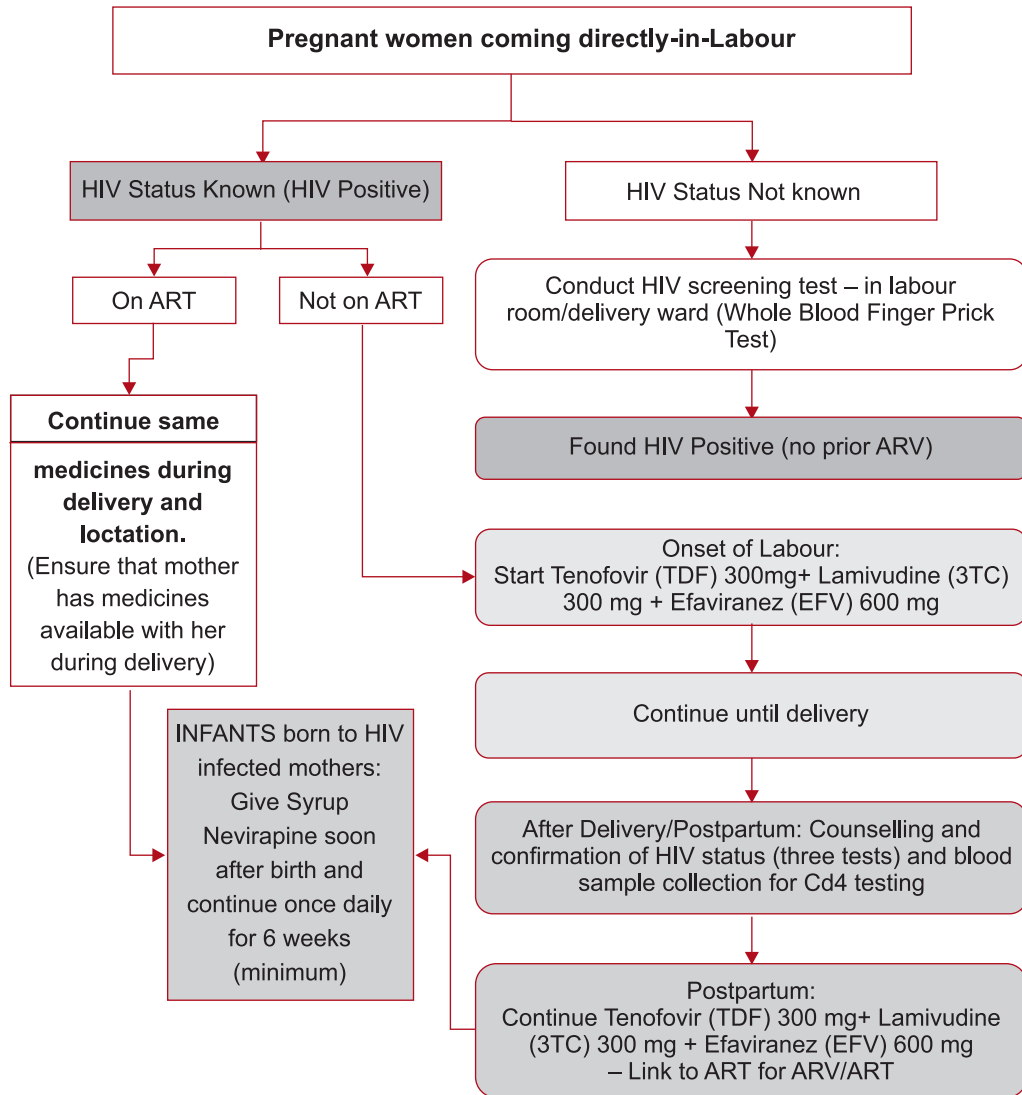 Pregnant women coming directly-in-Labour
HIV Status Known (HIV Positive)
HIV Status Not known
On ART
Not on ART
Conduct HIV screening test – in labour
room/delivery ward (Whole Blood Finger Prick
Test)
Continue same
medicines during
delivery and
loctation.
(Ensure that mother
has medicines
available with her
during delivery)
Found HIV Positive (no prior ARV)
Onset of Labour:
Start Tenofovir (TDF) 300mg+ Lamivudine (3TC)
300 mg + Efaviranez (EFV) 600 mg
Continue until delivery
INFANTS born to HIV
infected mothers:
Give Syrup
Nevirapine soon
after birth and
continue once daily
for 6 weeks
(minimum)
After Delivery/Postpartum: Counselling and
confirmation of HIV status (three tests) and blood
sample collection for Cd4 testing
Postpartum:
Continue Tenofovir (TDF) 300 mg+ Lamivudine
(3TC) 300 mg + Efaviranez (EFV) 600 mg
– Link to ART for ARV/ART